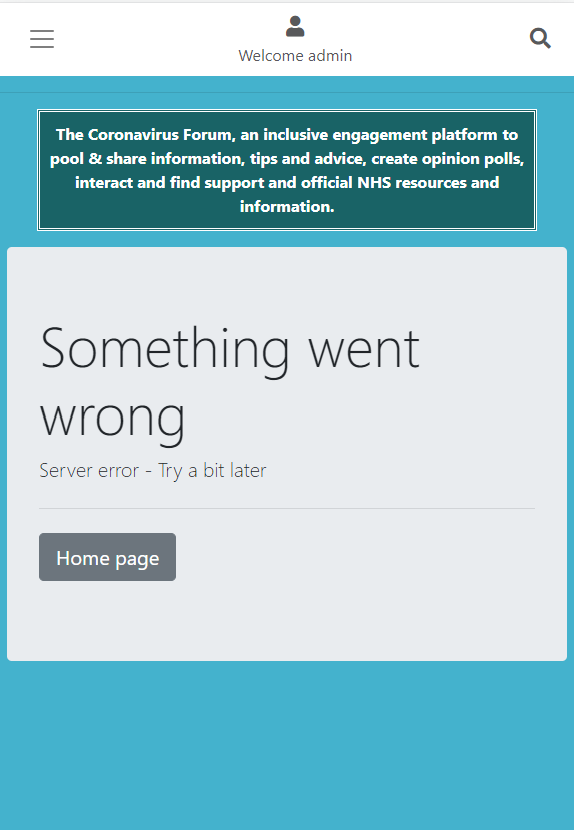 Welcome admin
The Coronavirus Forum, an inclusive engagement platform to
pool & share information, tips and advice, create opinion polls,
interact and find support and official NHS resources and
information.
Something went
wrong
Server error - Try a bit later
Home page